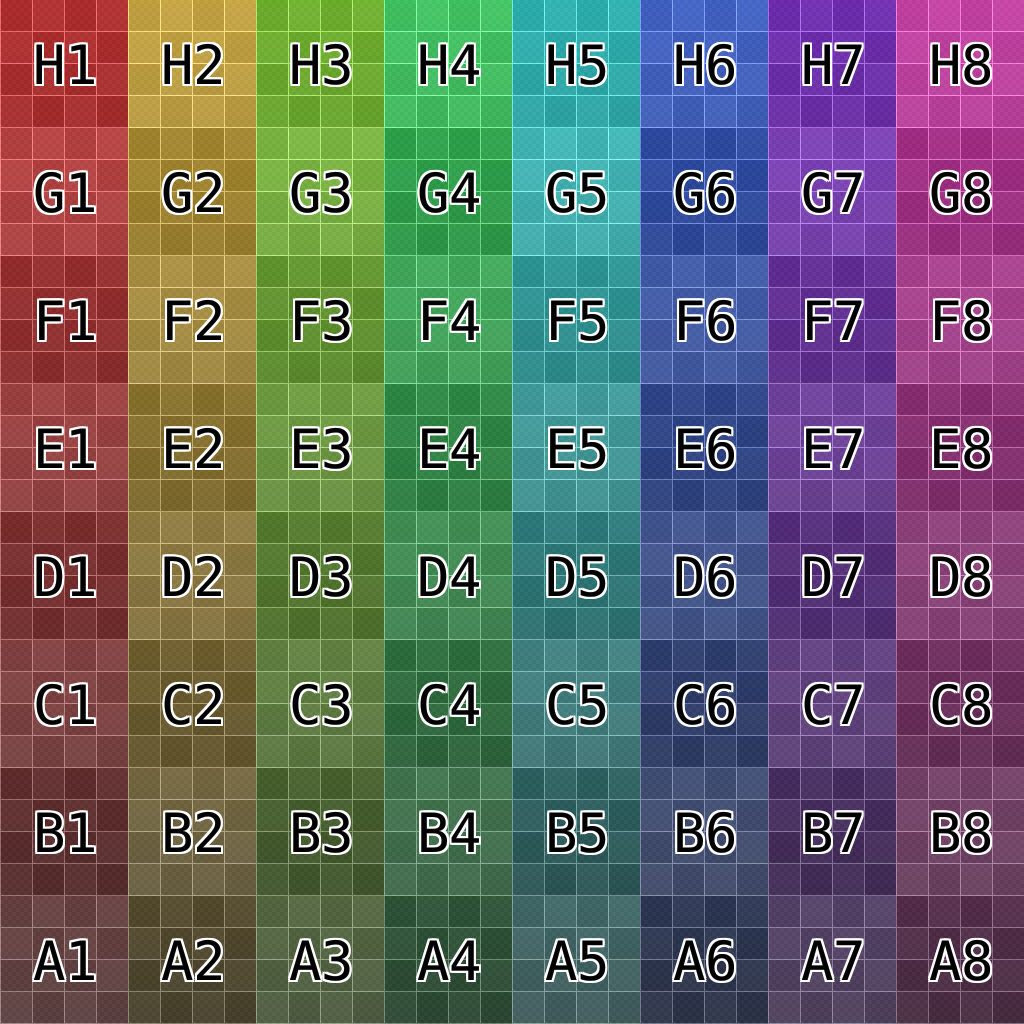 H1 H2 H3 H4 H5 H6 H7 H8
G1 G2 G3 G4 G5 G6 G7 G8
F1 F2 F3 F4 F5 F6 F7 F8
E1 E2 E3 E4 E5 E6 E7 E8
D1 D2 D3 D4 D5 D6 D7 D8
C1 C2 C3 C4 C5 C6 C7 C8
B1 B2 B3 B4 B5 B6 B7 B8
A1 A2 A3 A4 A5 A6 A7 A8